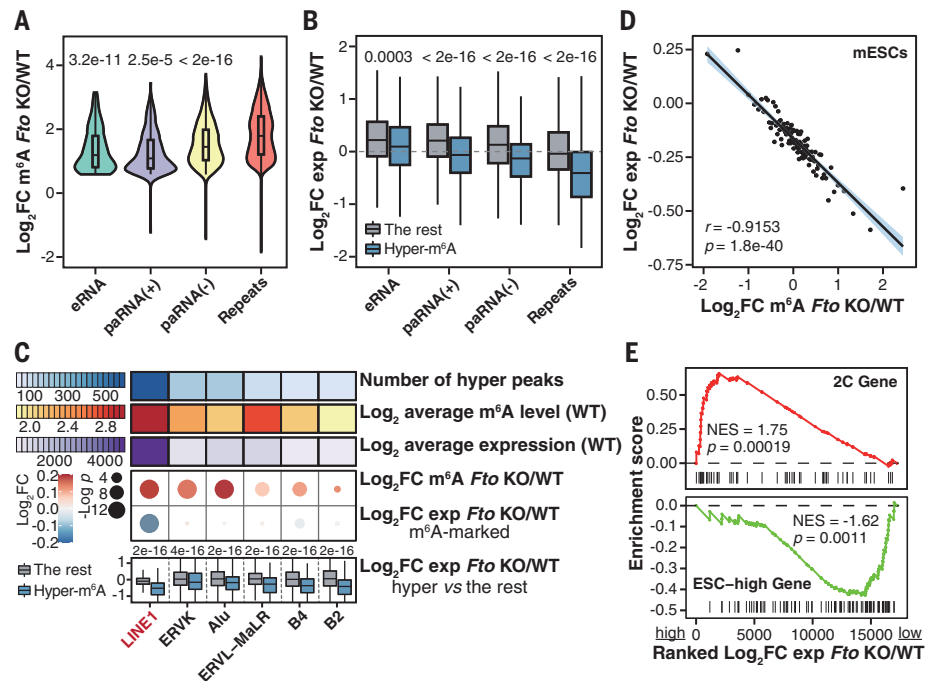 A
Log₂FC m⁶A Fto KO/WT
3.2e-11 2.5e-5 < 2e-16
4
2
0
-2
eRNA
paRNA(+)
paRNA(-)
Repeats
B
Log₂FC exp Fto KO/WT
2
1
0
-1
-2
0.0003 < 2e-16 < 2e-16 < 2e-16
The rest
Hyper-m⁶A
eRNA
paRNA(+)
paRNA(-)
Repeats
D
Log₂FC exp Fto KO/WT
0.25
0.00
-0.25
-0.50
-0.75
mESCs
r = -0.9153
p = 1.8e-40
-2 -1 0 1 2
Log₂FC m⁶A Fto KO/WT
C
100 300 500
2.0 2.4 2.8
2000 4000
Log₂FC
0.2
0.1
0.0
-0.1
-0.2
-Log p
4
8
12
Number of hyper peaks
Log₂ average m⁶A level (WT)
Log₂ average expression (WT)
Log₂FC m⁶A Fto KO/WT
Log₂FC exp Fto KO/WT
m⁶A-marked
2e-16 4e-16 2e-16 2e-16 2e-16 2e-16
The rest
Hyper-m⁶A
1
0
-1
Log₂FC exp Fto KO/WT
hyper vs the rest
LINE1
ERVK
Alu
ERVL-MaLR
B4
B2
E
Enrichment score
0.50
0.25
0.00
2C Gene
NES = 1.75
p = 0.00019
0.0
-0.1
-0.2
-0.3
-0.4
-0.5
NES = -1.62
p = 0.0011
ESC-high Gene
high 0 5000 10000 15000 low
Ranked Log₂FC exp Fto KO/WT